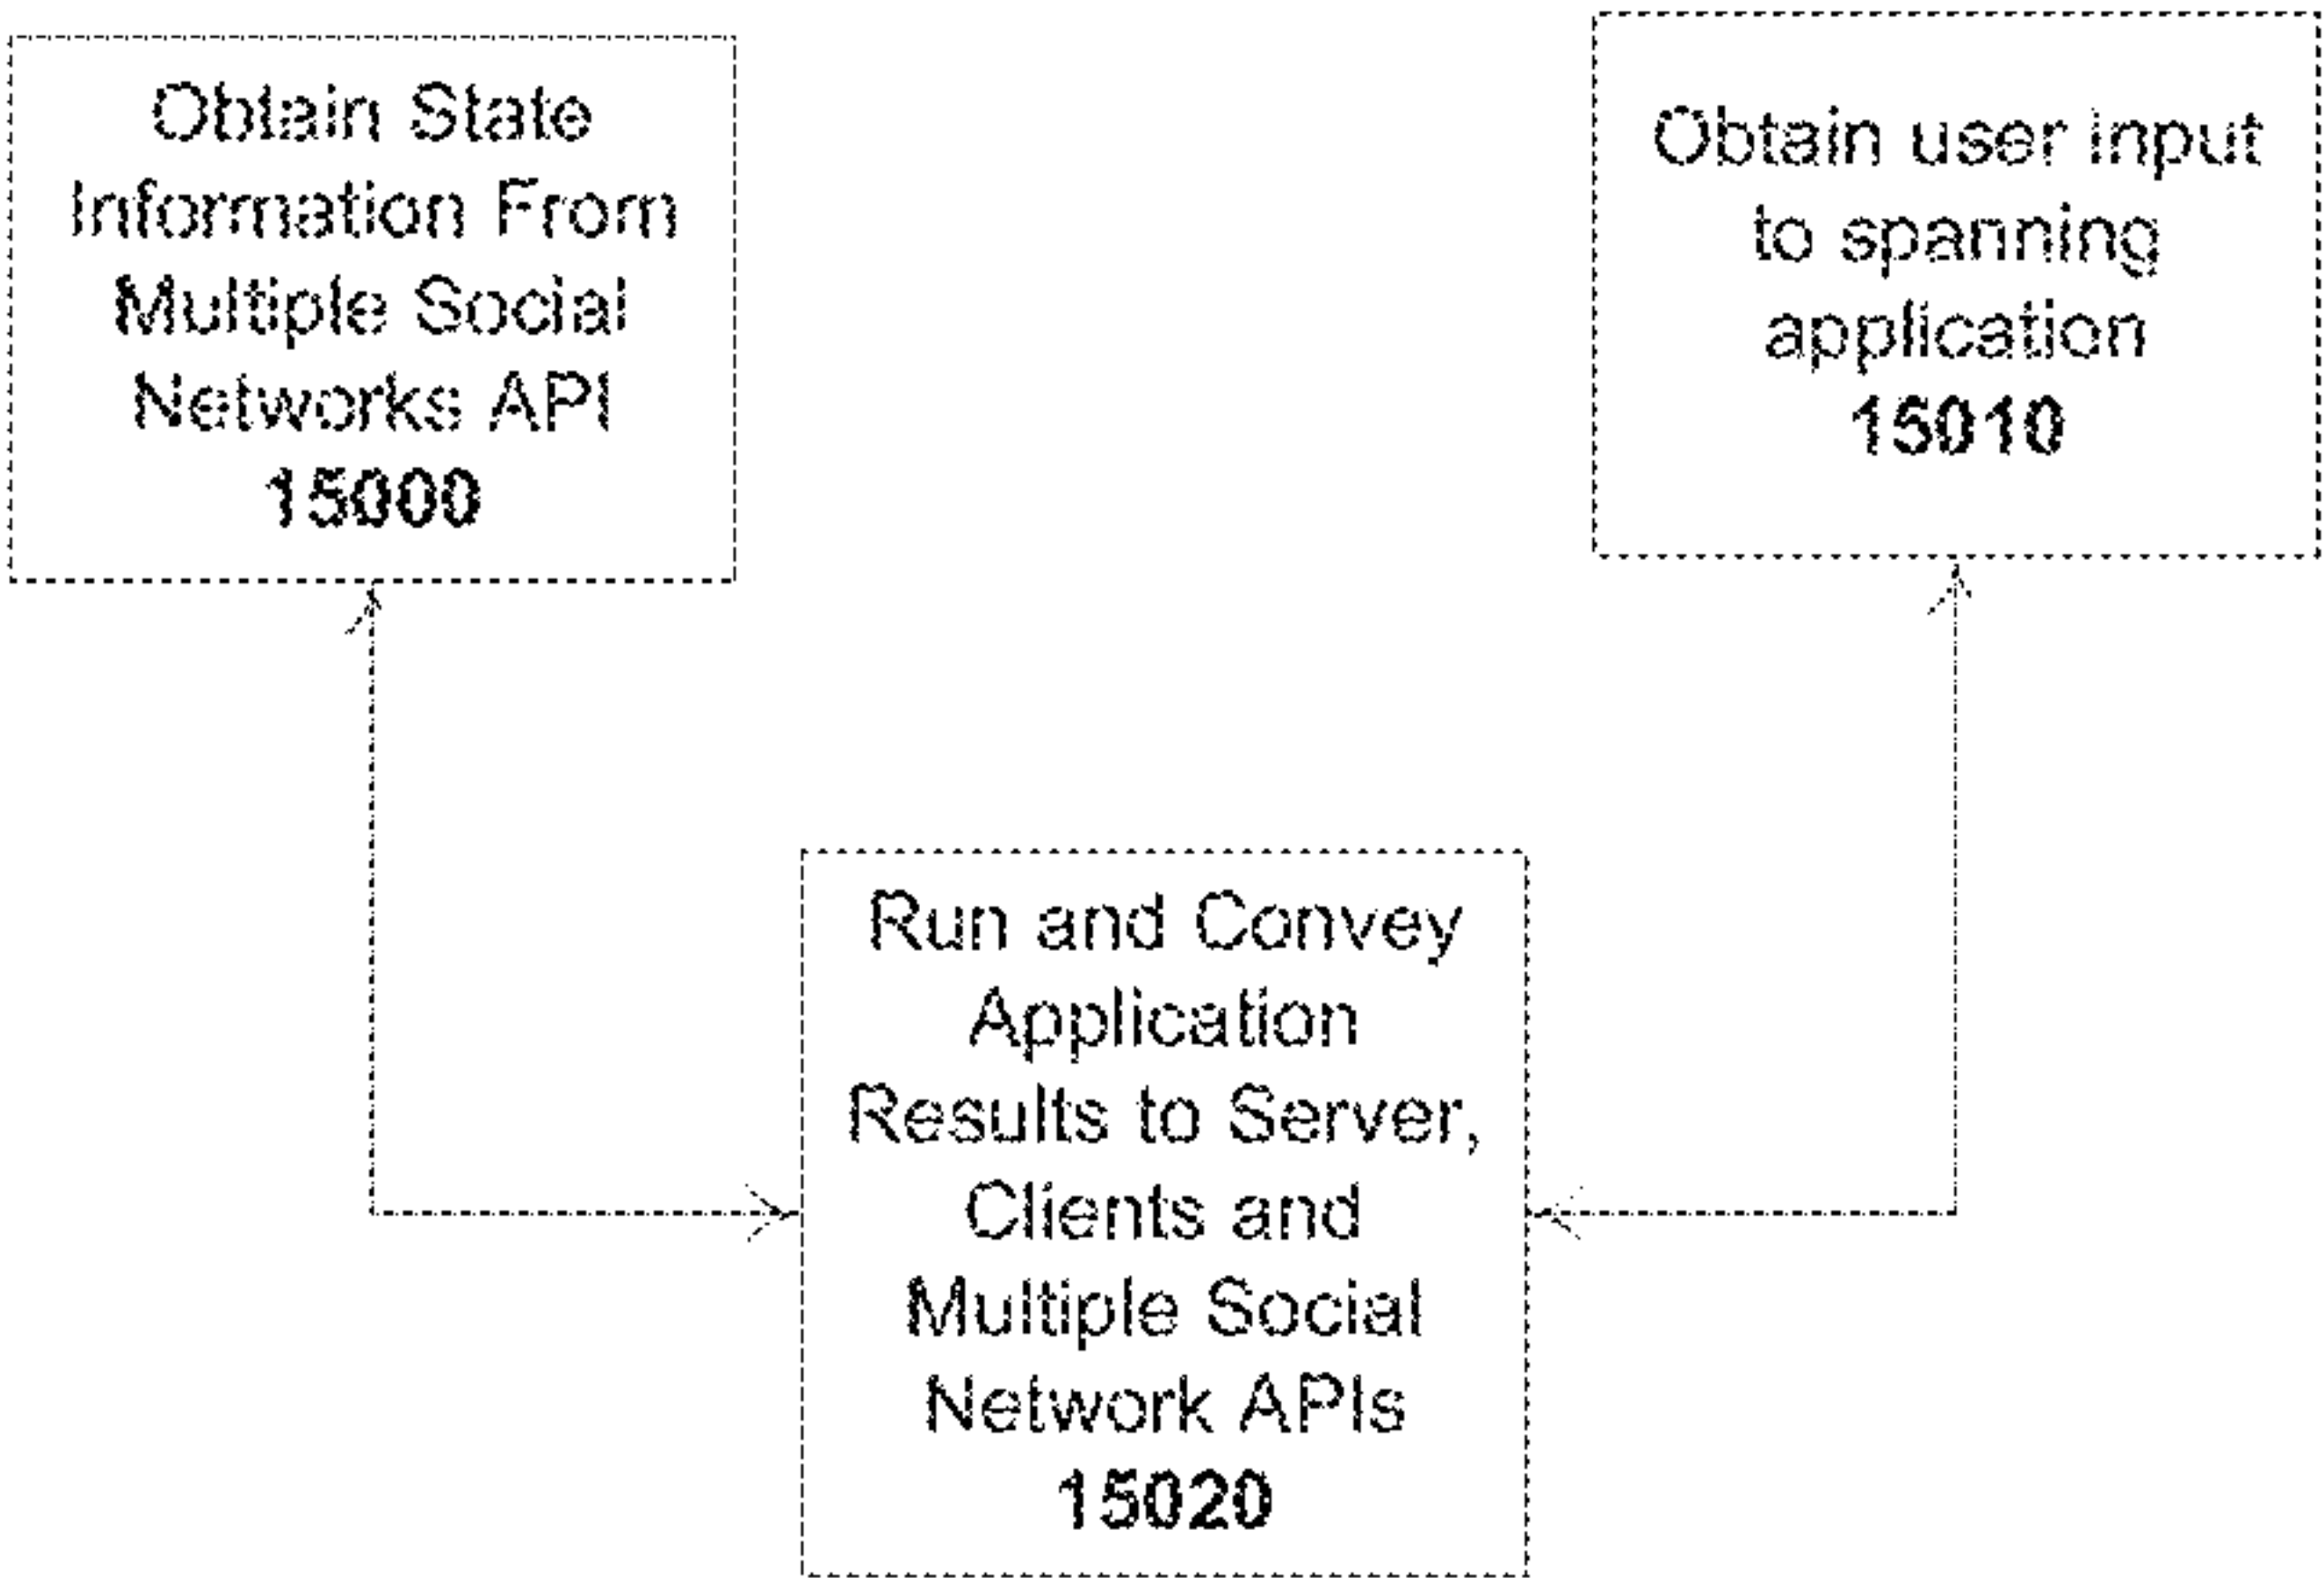 Obtain State
Information From
Multiple Social
Networks API
15000
Obtain user input
to spanning
application
15010
Run and Convey
Application
Results to Server,
Clients and
Multiple Social
Network APIs
15020